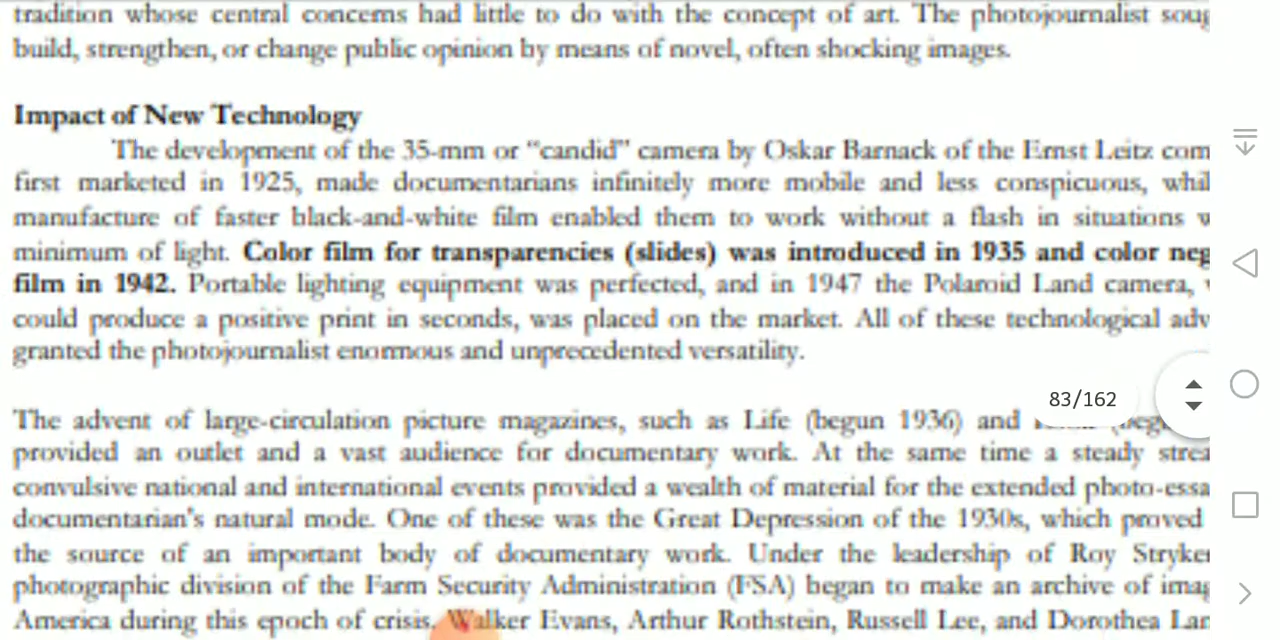 tradition whose central concerns had little to do with the concept of art. The photojournalist soug
build, strengthen, or change public opinion by means of novel, often shocking images.
Impact of New Technology
The development of the 35-mm or “candid” camera by Oskar Barnack of the Ernst Leitz com
first marketed in 1925, made documentarians infinitely more mobile and less conspicuous, whil
manufacture of faster black-and-white film enabled them to work without a flash in situations w
minimum of light. Color film for transparencies (slides) was introduced in 1935 and color neg
film in 1942. Portable lighting equipment was perfected, and in 1947 the Polaroid Land camera,
could produce a positive print in seconds, was placed on the market. All of these technological adv
granted the photojournalist enormous and unprecedented versatility.
83/162
The advent of large-circulation picture magazines, such as Life (begun 1936) and
provided an outlet and a vast audience for documentary work. At the same time a steady strea
convulsive national and international events provided a wealth of material for the extended photo-essa
documentarian's natural mode. One of these was the Great Depression of the 1930s, which proved
the source of an important body of documentary work. Under the leadership of Roy Stryker
photographic division of the Farm Security Administration (FSA) began to make an archive of imag
America during this epoch of crisis. Walker Evans, Arthur Rothstein, Russell Lee, and Dorothea Lan